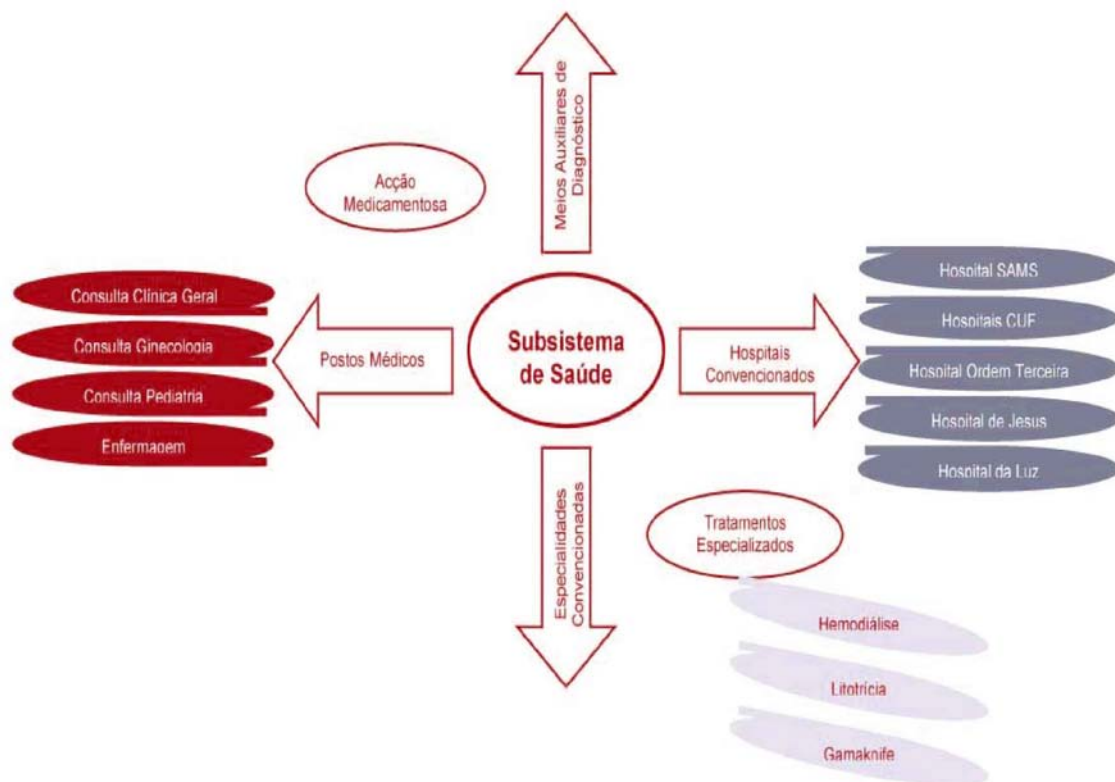 Meios Auxiliares de
Diagnóstico
Acção
Medicamentosa
Consulta Clínica Geral
Consulta Ginecologia
Consulta Pediatria
Enfermagem
Postos Médicos
Subsistema
de Saúde
Hospitais
Convencionados
Hospital SAMS
Hospitais CUF
Hospital Ordem Terceira
Hospital de Jesus
Hospital da Luz
Especialidades
Convencionadas
Tratamentos
Especializados
Hemodiálise
Litotrícia
Gamaknife